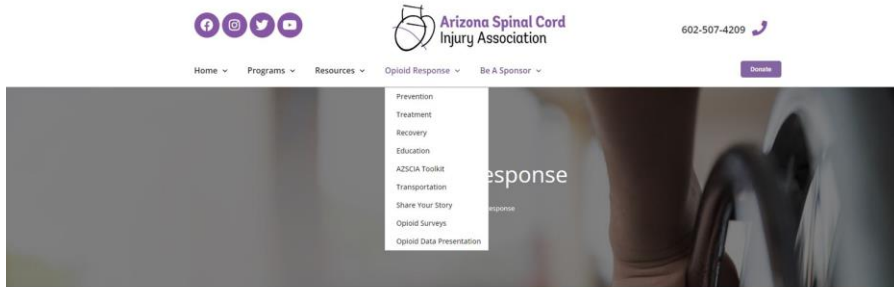 Arizona Spinal Cord
Injury Association
602-507-4209
Home Programs Resources Opioid Response Be A Sponsor Donate
Prevention
Treatment
Recovery
Education
AZSCIA Toolkit
Transportation
Share Your Story
Opioid Surveys
Opioid Data Presentation
esponse
esponse